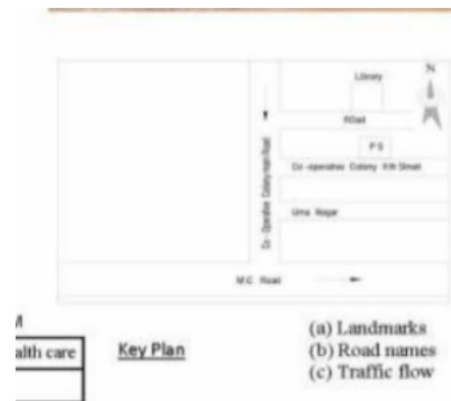 N
Library
Road
P S
Co-operative Colony main Road
Co-operative Colony 11th Street
Uma Nagar
M.C. Road
alth care
Key Plan
(a) Landmarks
(b) Road names
(c) Traffic flow